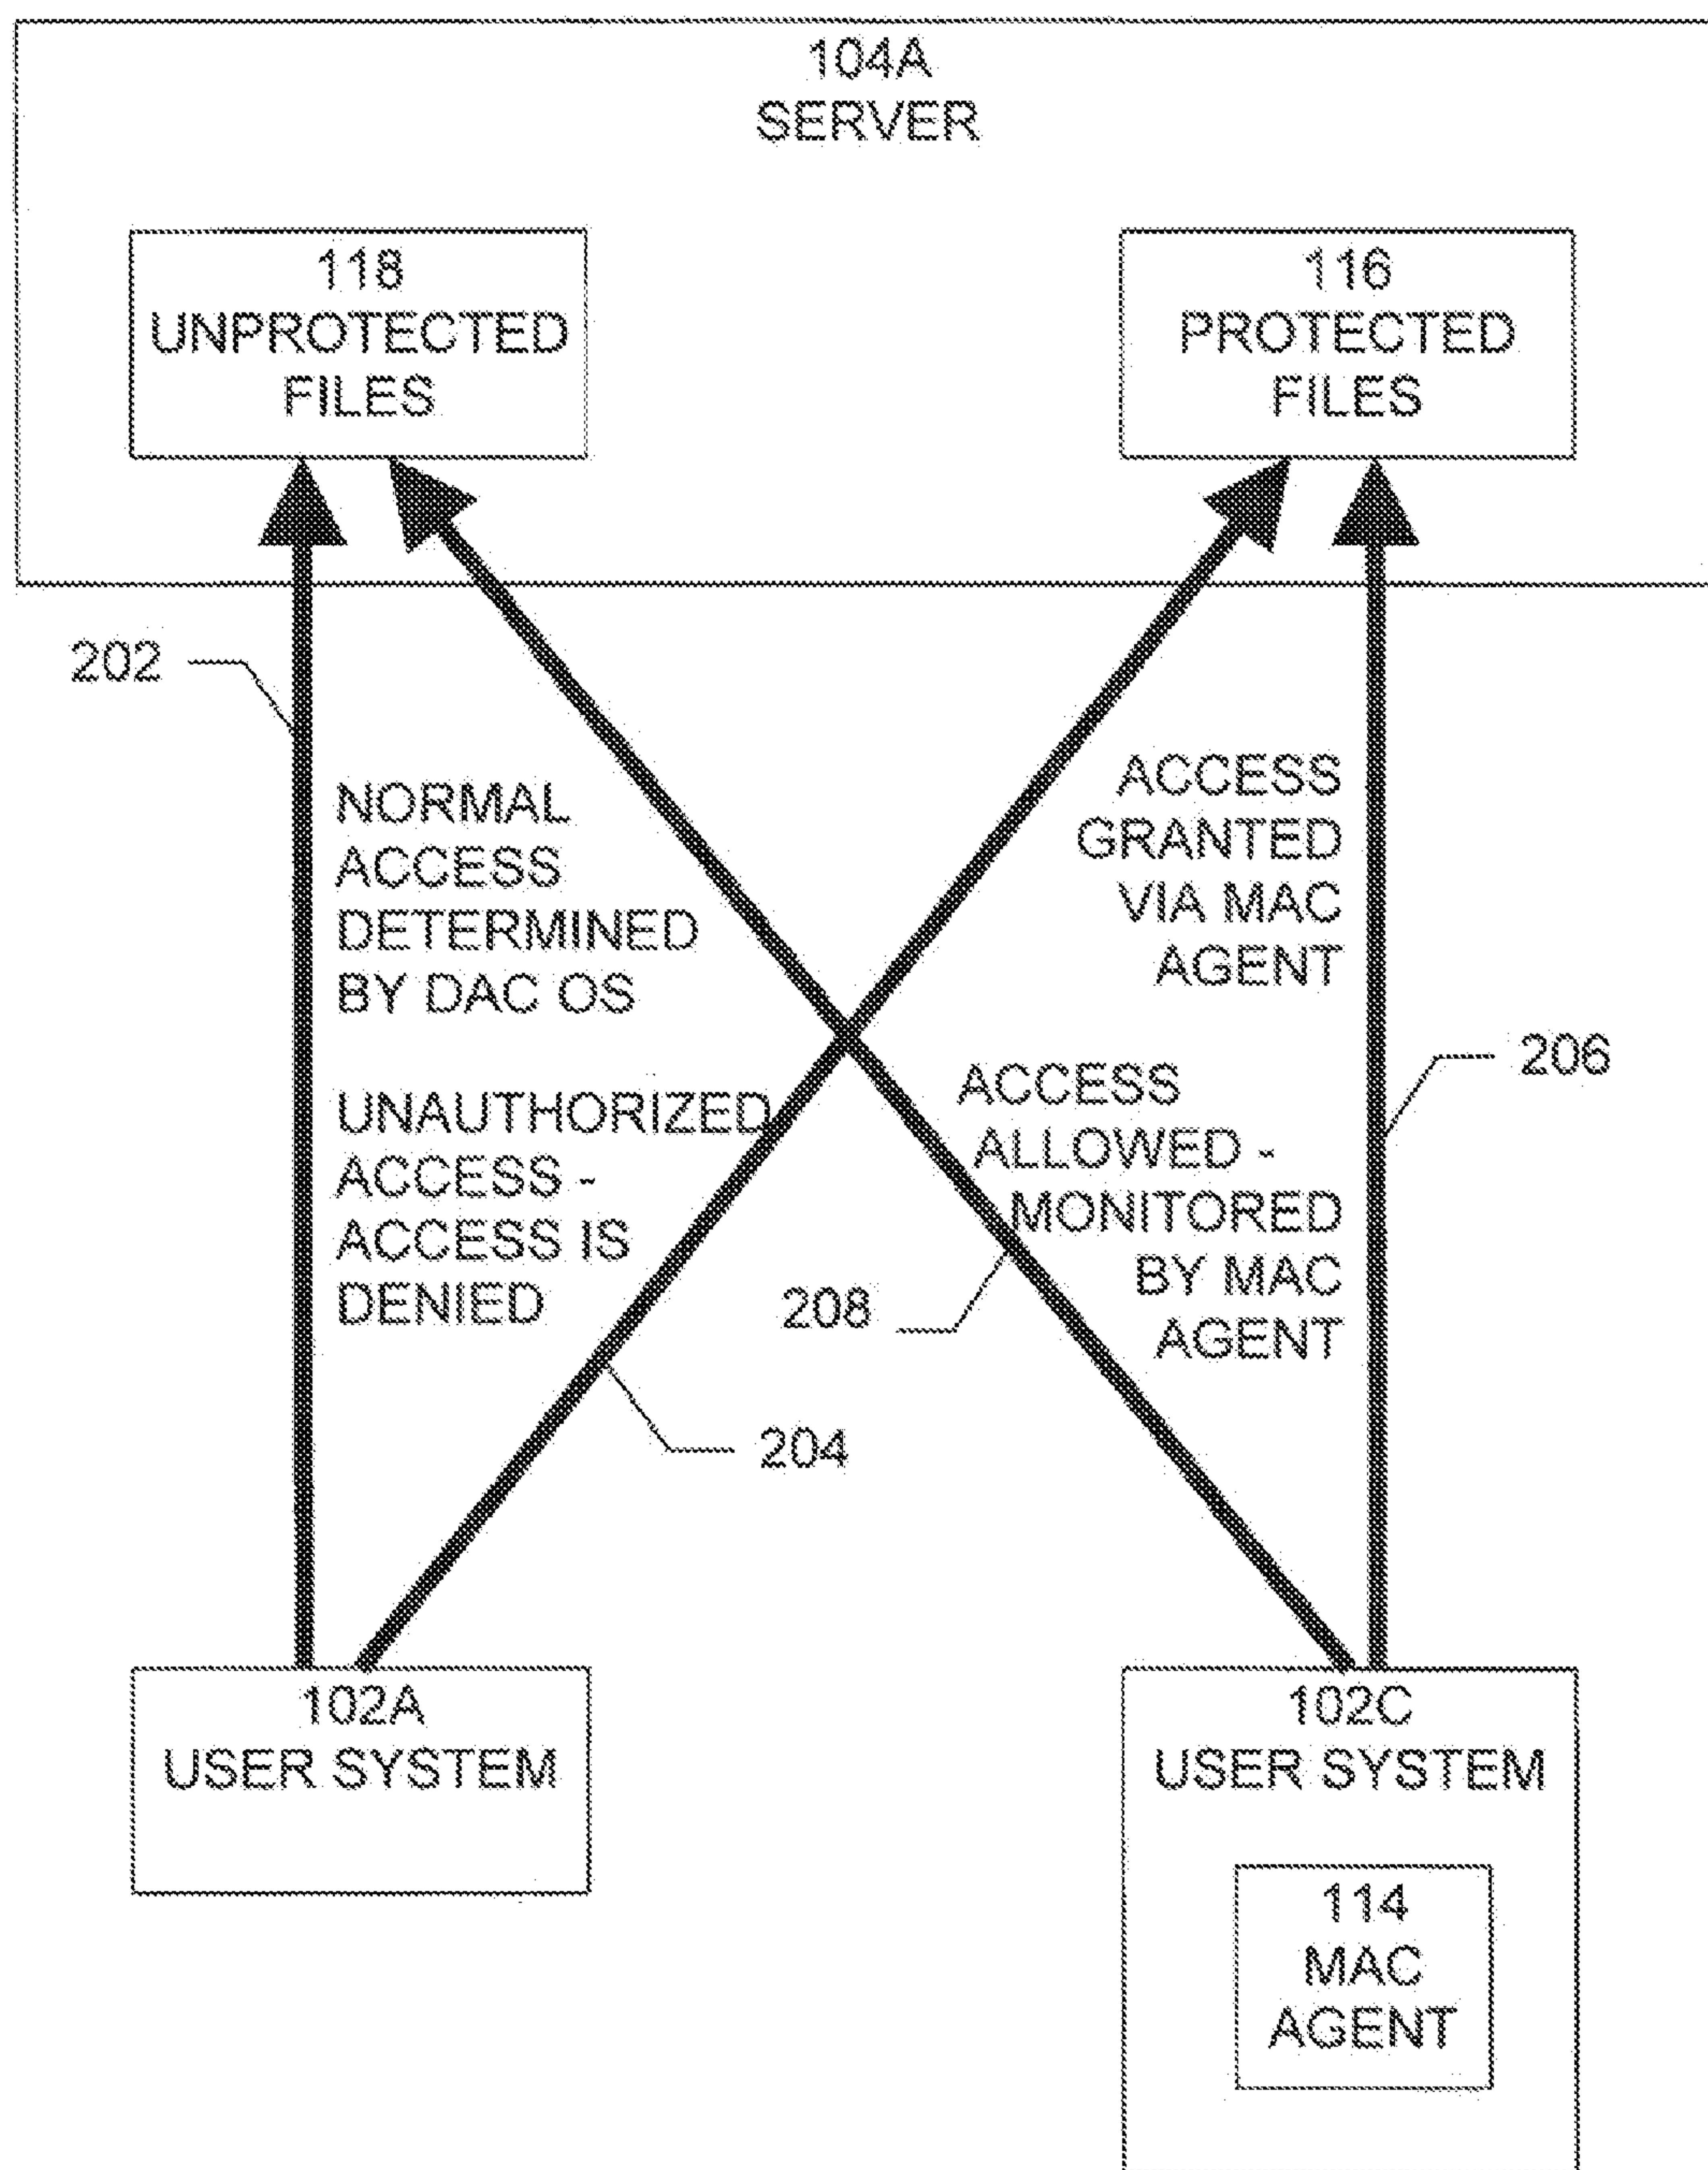 104A
SERVER
118
UNPROTECTED
FILES
116
PROTECTED
FILES
202
NORMAL
ACCESS
DETERMINED
BY DAC OS
ACCESS
GRANTED
VIA MAC
AGENT
206
UNAUTHORIZED
ACCESS -
ACCESS IS
DENIED
ACCESS
ALLOWED -
MONITORED
BY MAC
AGENT
208
204
102A
USER SYSTEM
102C
USER SYSTEM
114
MAC
AGENT